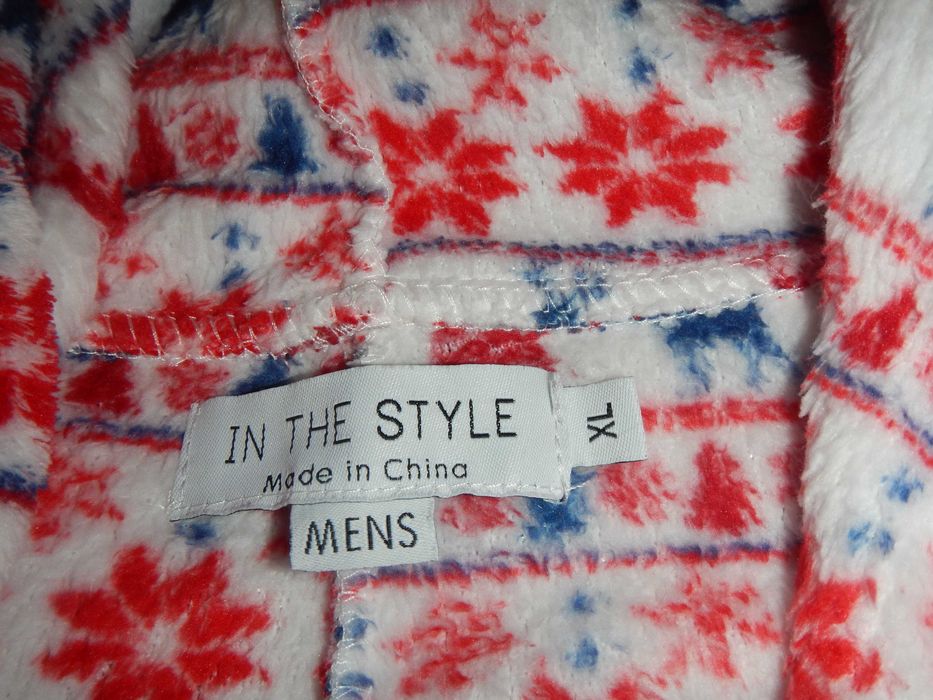 IN THE STYLE
Made in China
XL
MENS